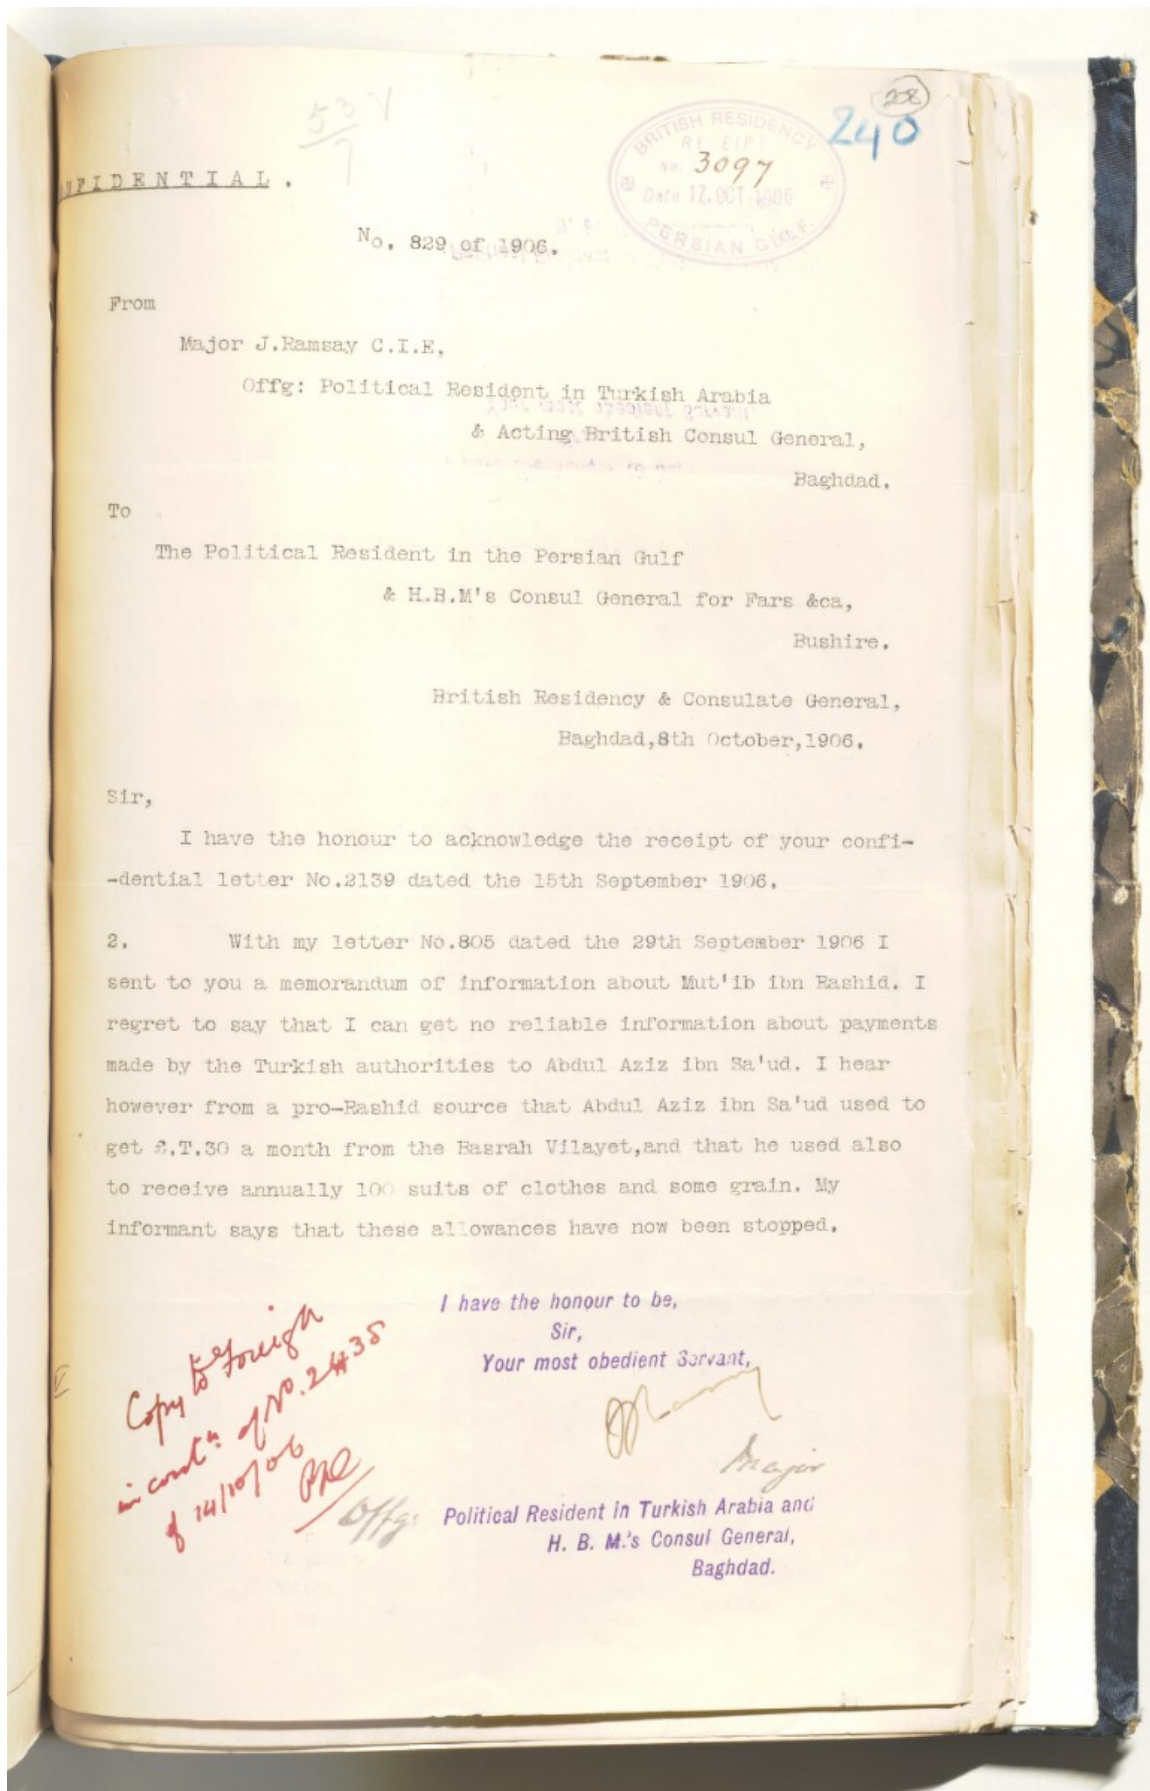 53
7
208
240
BRITISH RESIDENCY
RECEIPT
No. 3097
Date 17.OCT.1906
PERSIAN GULF.
NFIDENTIAL.
No. 829 of 1906.
From
Major J.Ramsay C.I.E,
Offg: Political Resident in Turkish Arabia
& Acting British Consul General,
Baghdad.
To
The Political Resident in the Persian Gulf
& H.B.M's Consul General for Fars &ca,
Bushire.
British Residency & Consulate General,
Baghdad,8th October,1906.
Sir,
I have the honour to acknowledge the receipt of your confi-
-dential letter No.2139 dated the 15th September 1906.
2. With my letter No.805 dated the 29th September 1906 I
sent to you a memorandum of information about Mut'ib ibn Rashid. I
regret to say that I can get no reliable information about payments
made by the Turkish authorities to Abdul Aziz ibn Sa'ud. I hear
however from a pro-Rashid source that Abdul Aziz ibn Sa'ud used to
get £.T.30 a month from the Basrah Vilayet,and that he used also
to receive annually 100 suits of clothes and some grain. My
informant says that these allowances have now been stopped.
I have the honour to be,
Sir,
Your most obedient Servant,
Major
Offg: Political Resident in Turkish Arabia and
H. B. M.'s Consul General,
Baghdad.
Copy to Foreign
in contn of No. 2435
of 14/10/06